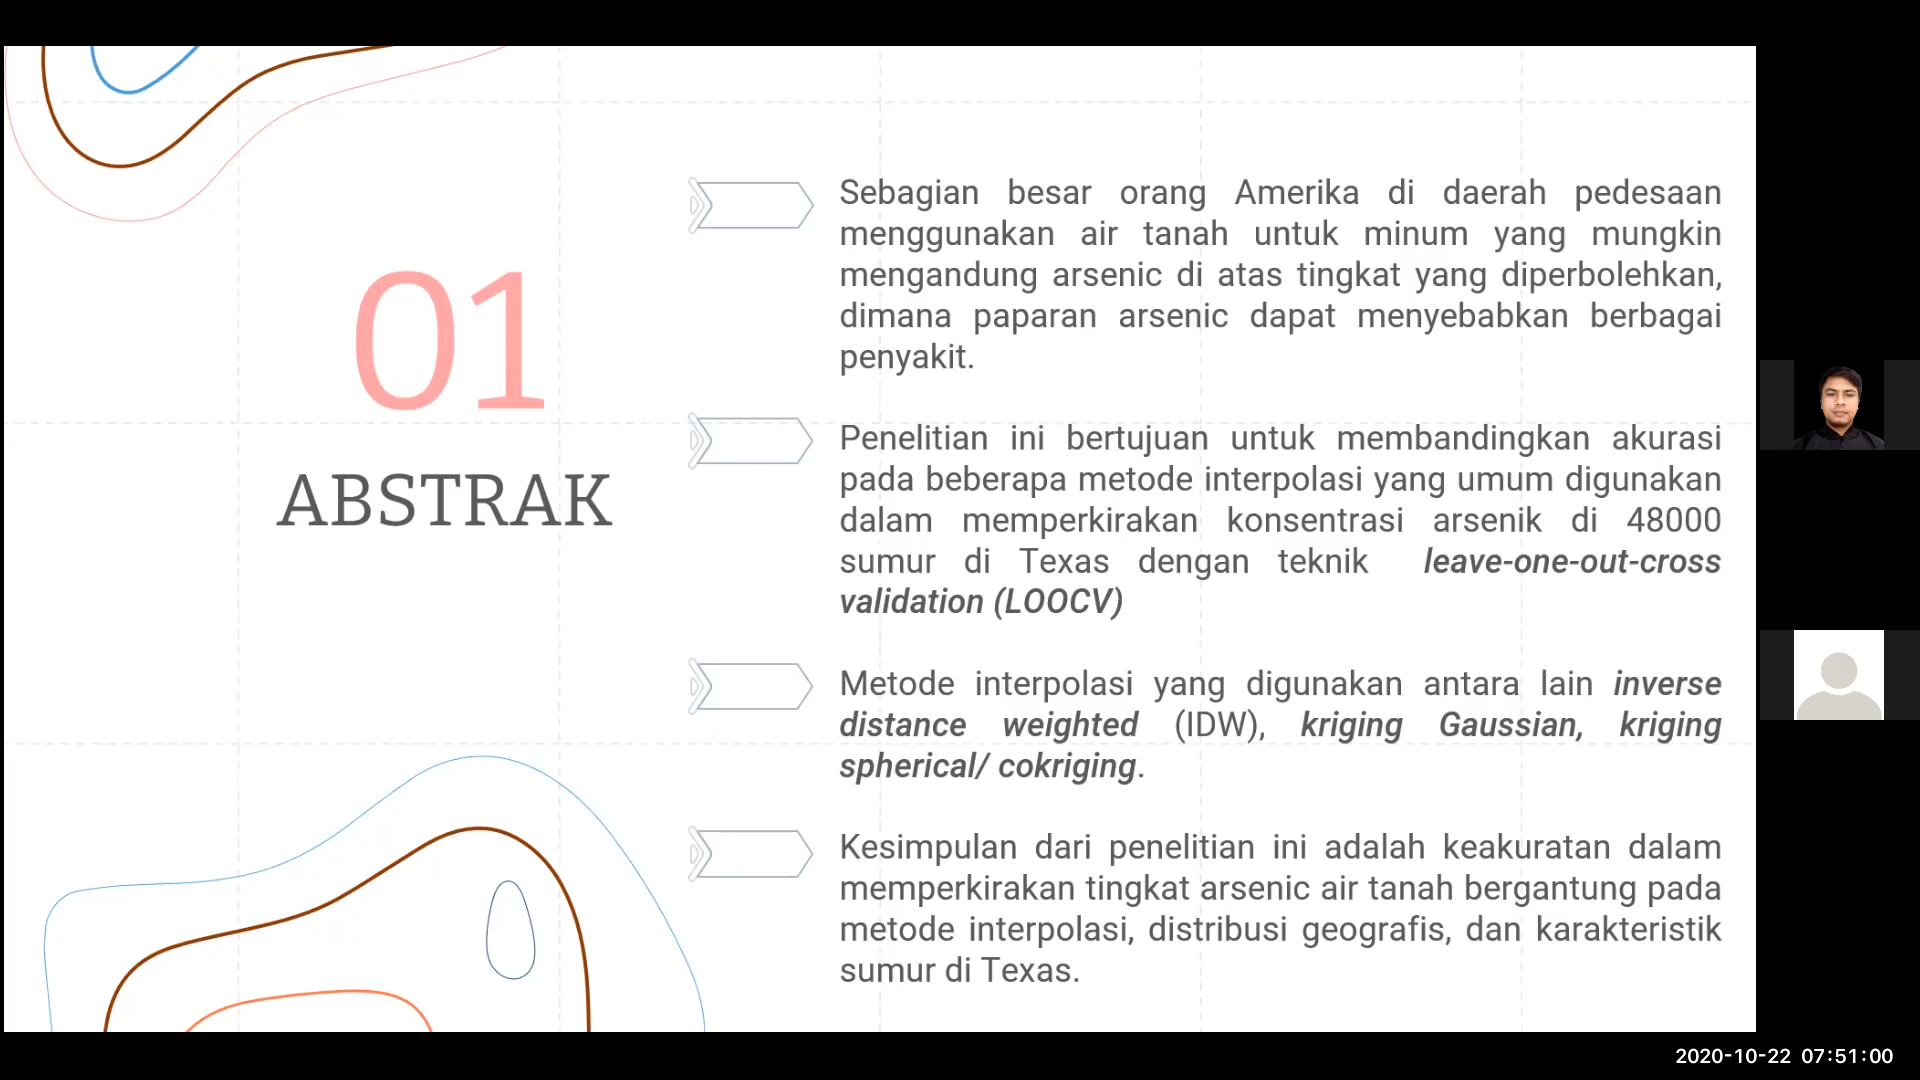 01
ABSTRAK
Sebagian besar orang Amerika di daerah pedesaan
menggunakan air tanah untuk minum yang mungkin
mengandung arsenic di atas tingkat yang diperbolehkan,
dimana paparan arsenic dapat menyebabkan berbagai
penyakit.
Penelitian ini bertujuan untuk membandingkan akurasi
pada beberapa metode interpolasi yang umum digunakan
dalam memperkirakan konsentrasi arsenik di 48000
sumur di Texas dengan teknik leave-one-out-cross
validation (LOOCV)
Metode interpolasi yang digunakan antara lain inverse
distance weighted (IDW), kriging Gaussian, kriging
spherical/ cokriging.
Kesimpulan dari penelitian ini adalah keakuratan dalam
memperkirakan tingkat arsenic air tanah bergantung pada
metode interpolasi, distribusi geografis, dan karakteristik
sumur di Texas.
2020-10-22 07:51:00